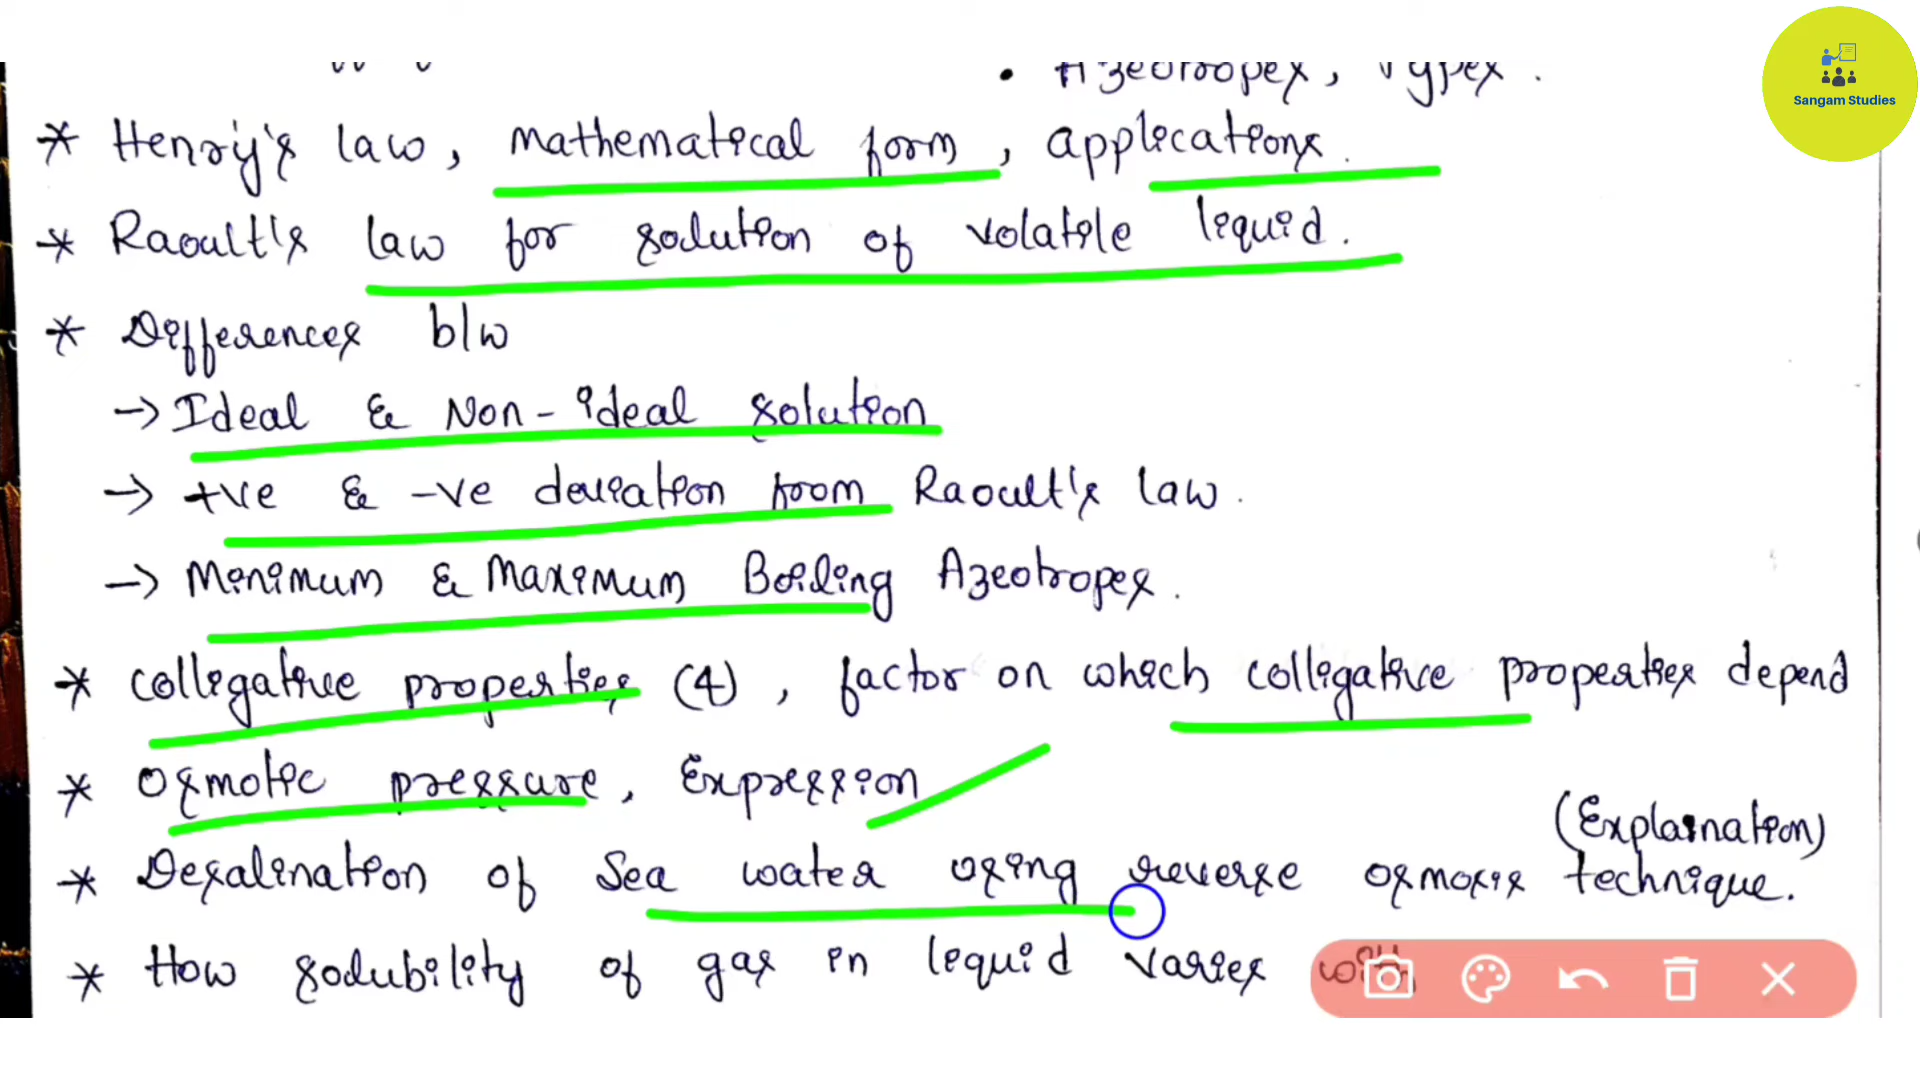 • Azeotropes, Types.
Sangam Studies
* Henry's law, mathematical form, applications.
* Raoult's law for solution of volatile liquid.
* Differences b/w
→ Ideal & Non-ideal solution
→ +ve & -ve deviation from Raoult's law.
→ Minimum & Maximum Boiling Azeotropes.
* Colligative properties (4), factor on which colligative properties depend
* Osmotic pressure, Expression
(Explaination)
* Desalination of Sea water using reverse osmosis technique.
* How solubility of gas in liquid varies with